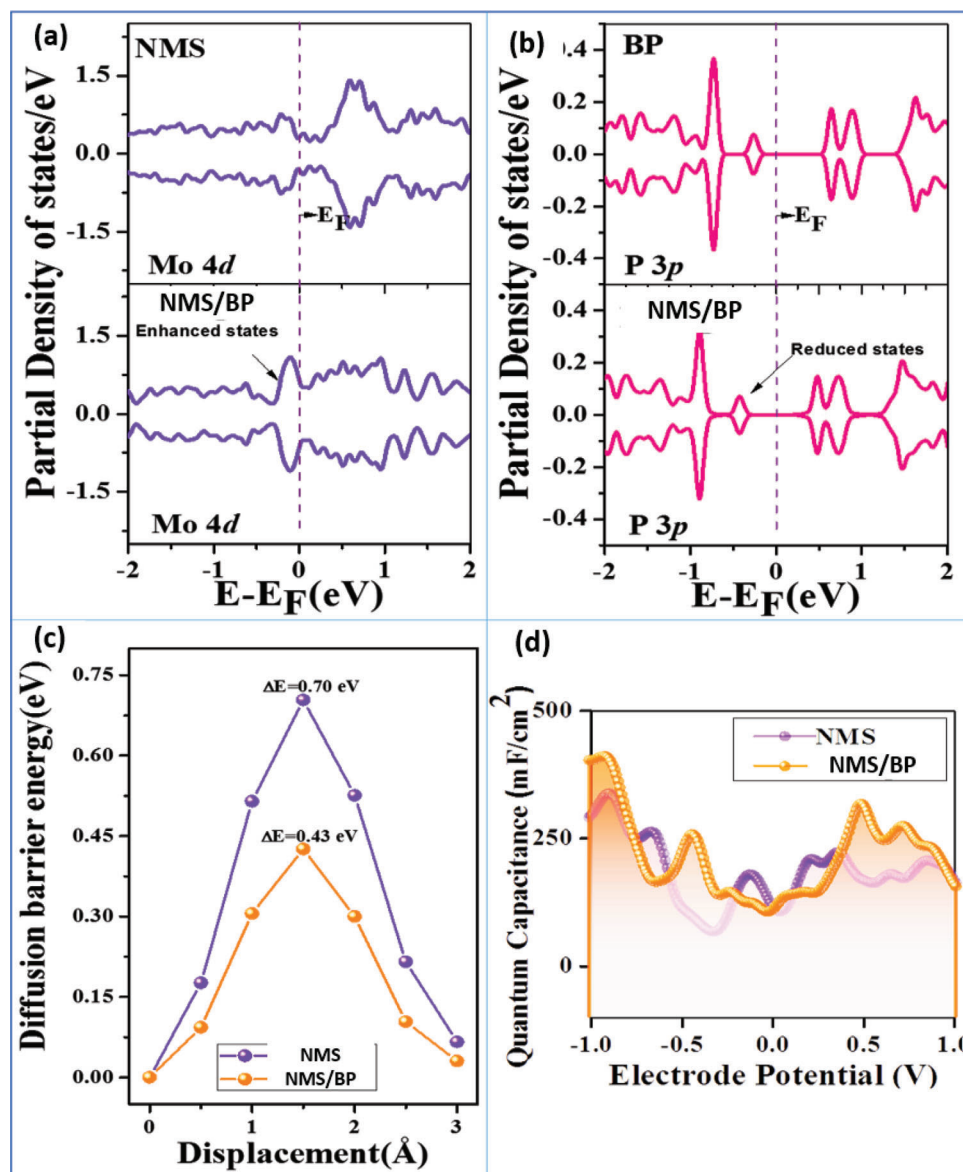 (a)
NMS
Partial Density of states/eV
1.5
0.0
-1.5
E_F
Mo 4d
NMS/BP
Enhanced states
1.5
0.0
-1.5
Mo 4d
-2 -1 0 1 2
E-E_F(eV)
(b)
BP
Partial Density of states/eV
0.4
0.2
0.0
-0.2
-0.4
E_F
P 3p
NMS/BP
Reduced states
0.4
0.2
0.0
-0.2
-0.4
P 3p
-2 -1 0 1 2
E-E_F(eV)
(c)
Diffusion barrier energy(eV)
0.75
0.60
0.45
0.30
0.15
0.00
ΔE=0.70 eV
ΔE=0.43 eV
NMS
NMS/BP
0 1 2 3
Displacement(Å)
(d)
Quantum Capacitance (mF/cm²)
500
250
0
NMS
NMS/BP
-1.0 -0.5 0.0 0.5 1.0
Electrode Potential (V)